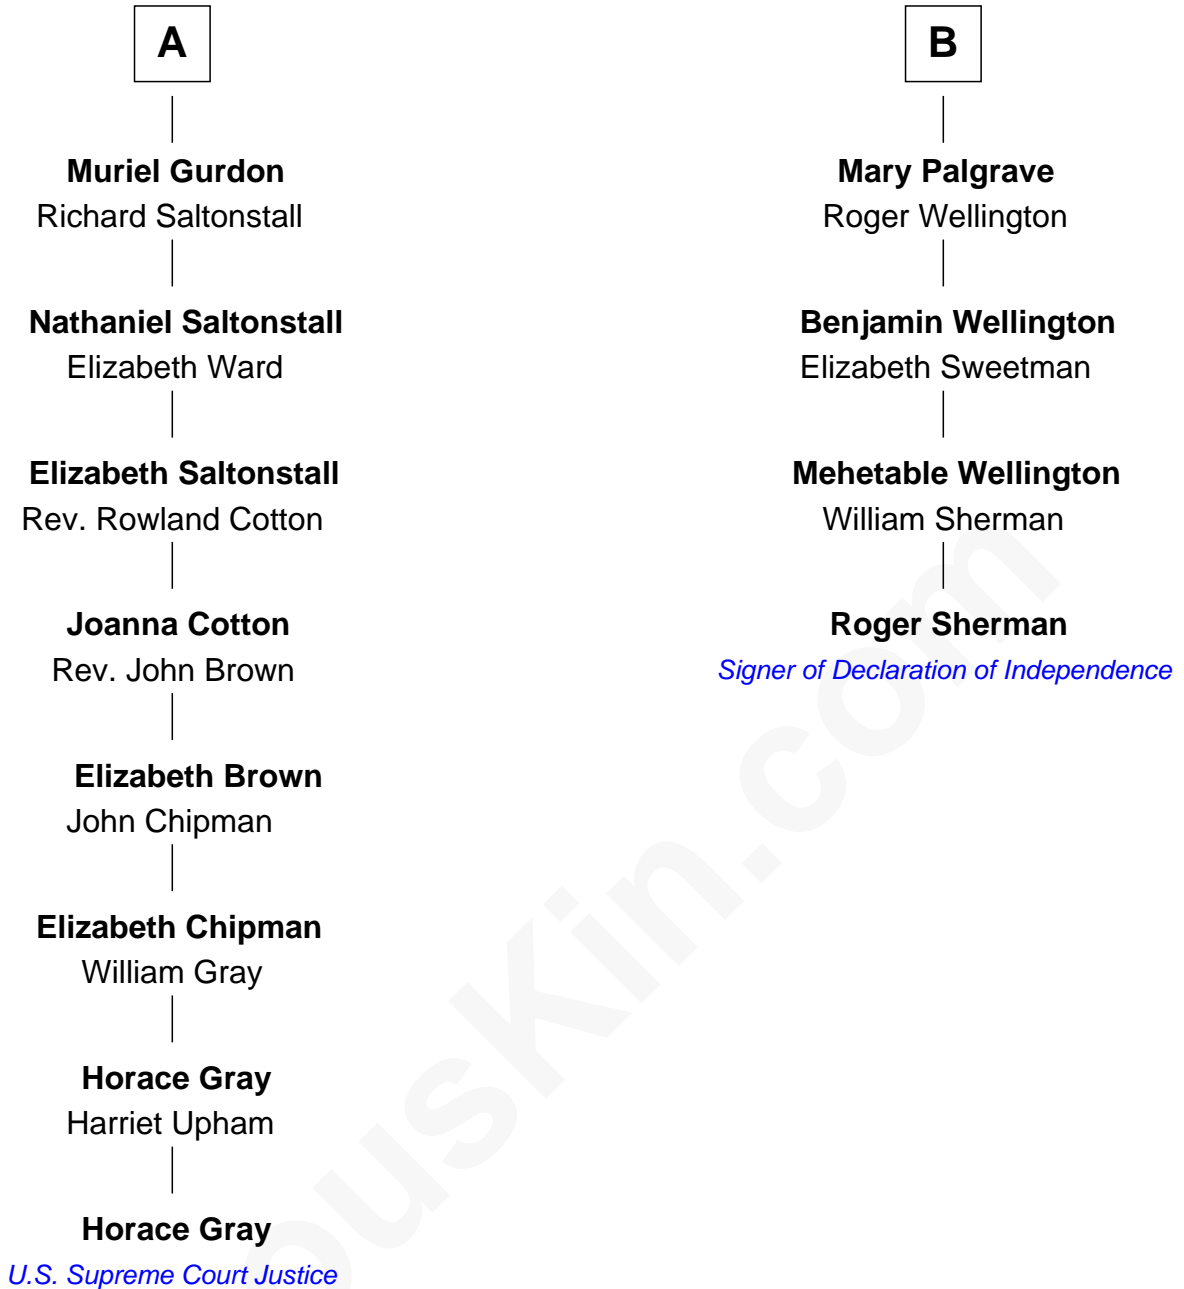 A
Muriel Gurdon
Richard Saltonstall
Nathaniel Saltonstall
Elizabeth Ward
Elizabeth Saltonstall
Rev. Rowland Cotton
Joanna Cotton
Rev. John Brown
Elizabeth Brown
John Chipman
Elizabeth Chipman
William Gray
Horace Gray
Harriet Upham
Horace Gray
U.S. Supreme Court Justice
B
Mary Palgrave
Roger Wellington
Benjamin Wellington
Elizabeth Sweetman
Mehetable Wellington
William Sherman
Roger Sherman
Signer of Declaration of Independence
ouskin.com